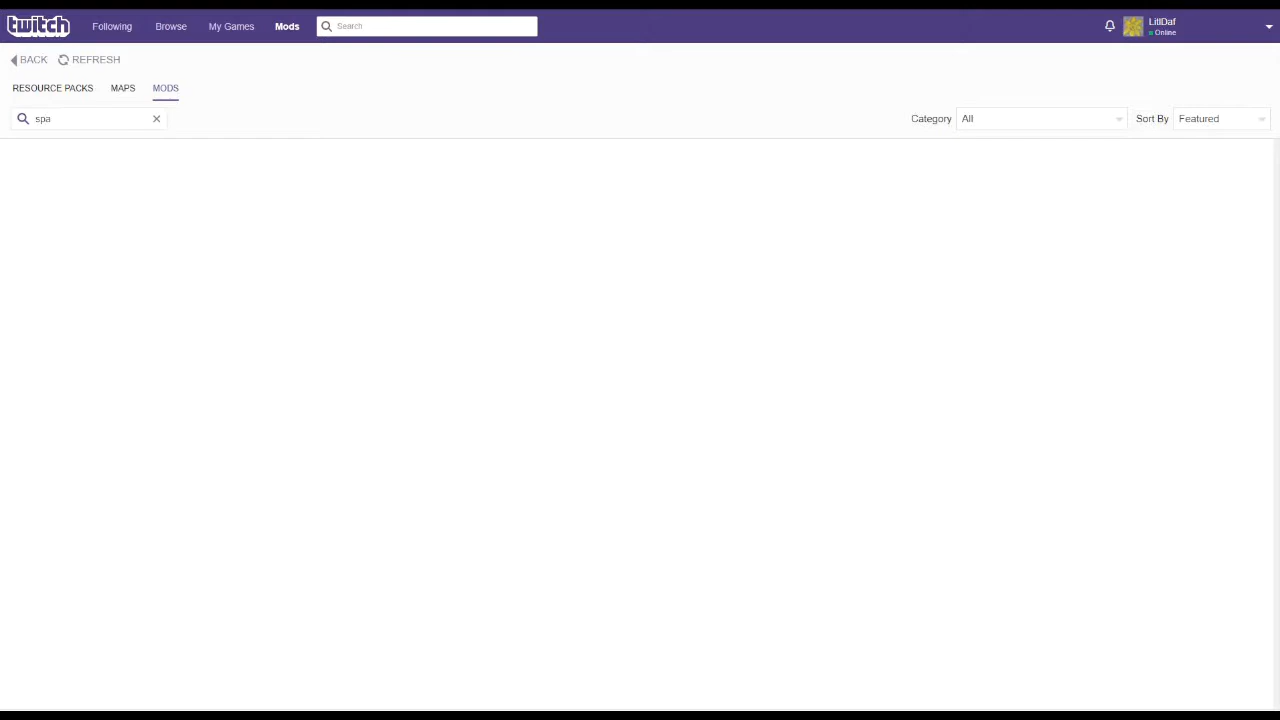 twitch Following Browse My Games Mods Search LitlDaf
Online
BACK REFRESH
RESOURCE PACKS MAPS MODS
spa Category All Sort By Featured